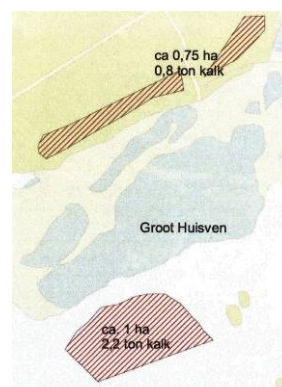 ca 0,75 ha
0,8 ton kalk
Groot Huisven
ca. 1 ha
2,2 ton kalk